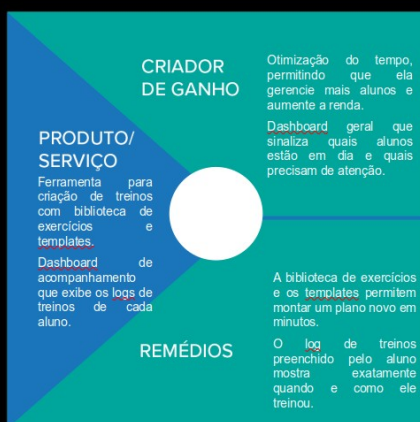 CRIADOR
DE GANHO
Otimização do tempo,
permitindo que ela
gerencie mais alunos e
aumente a renda.
Dashboard geral que
sinaliza quais alunos
estão em dia e quais
precisam de atenção.
PRODUTO/
SERVIÇO
Ferramenta para
criação de treinos
com biblioteca de
exercícios e
templates.
Dashboard de
acompanhamento
que exibe os logs de
treinos de cada
aluno.
REMÉDIOS
A biblioteca de exercícios
e os templates permitem
montar um plano novo em
minutos.
O log de treinos
preenchido pelo aluno
mostra exatamente
quando e como ele
treinou.